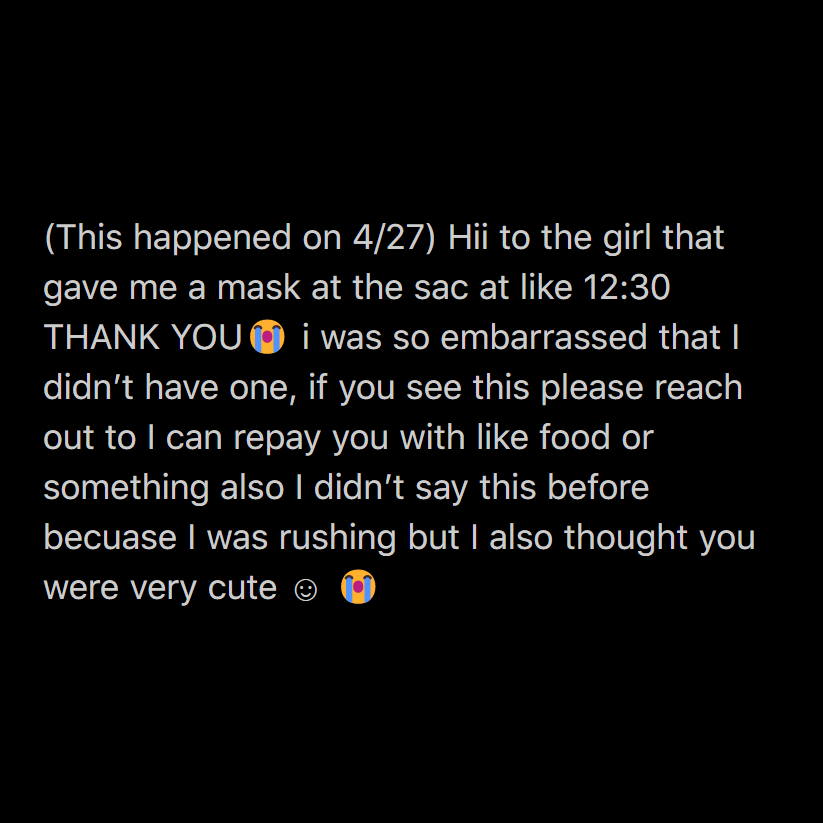 (This happened on 4/27) Hii to the girl that
gave me a mask at the sac at like 12:30
THANK YOU😭 i was so embarrassed that I
didn’t have one, if you see this please reach
out to I can repay you with like food or
something also I didn’t say this before
becuase I was rushing but I also thought you
were very cute ☺ 😭